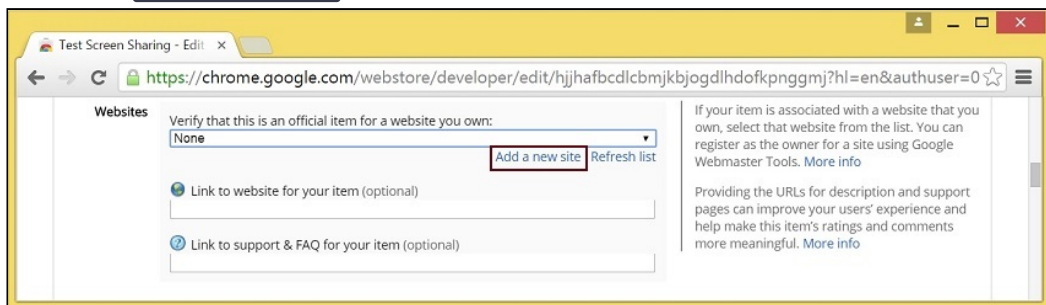 Test Screen Sharing - Edit
https://chrome.google.com/webstore/developer/edit/hjjhafbcdlcbmjkbjogdlhdofkpnggmj?hl=en&authuser=0
Websites
Verify that this is an official item for a website you own:
None
Add a new site Refresh list
Link to website for your item (optional)
Link to support & FAQ for your item (optional)
If your item is associated with a website that you
own, select that website from the list. You can
register as the owner for a site using Google
Webmaster Tools. More info
Providing the URLs for description and support
pages can improve your users' experience and
help make this item's ratings and comments
more meaningful. More info